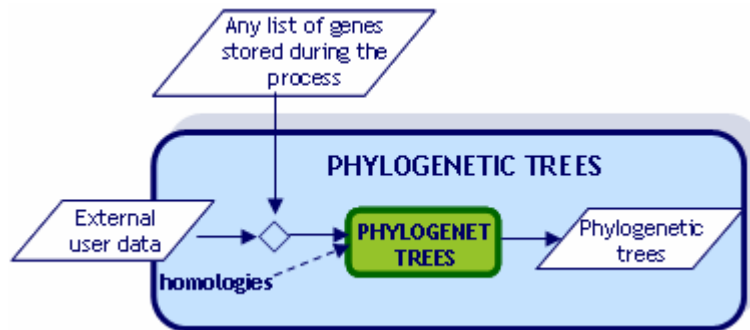 Any list of genes
stored during the
process
PHYLOGENETIC TREES
External
user data
PHYLOGENET
TREES
Phylogenetic
trees
homologies